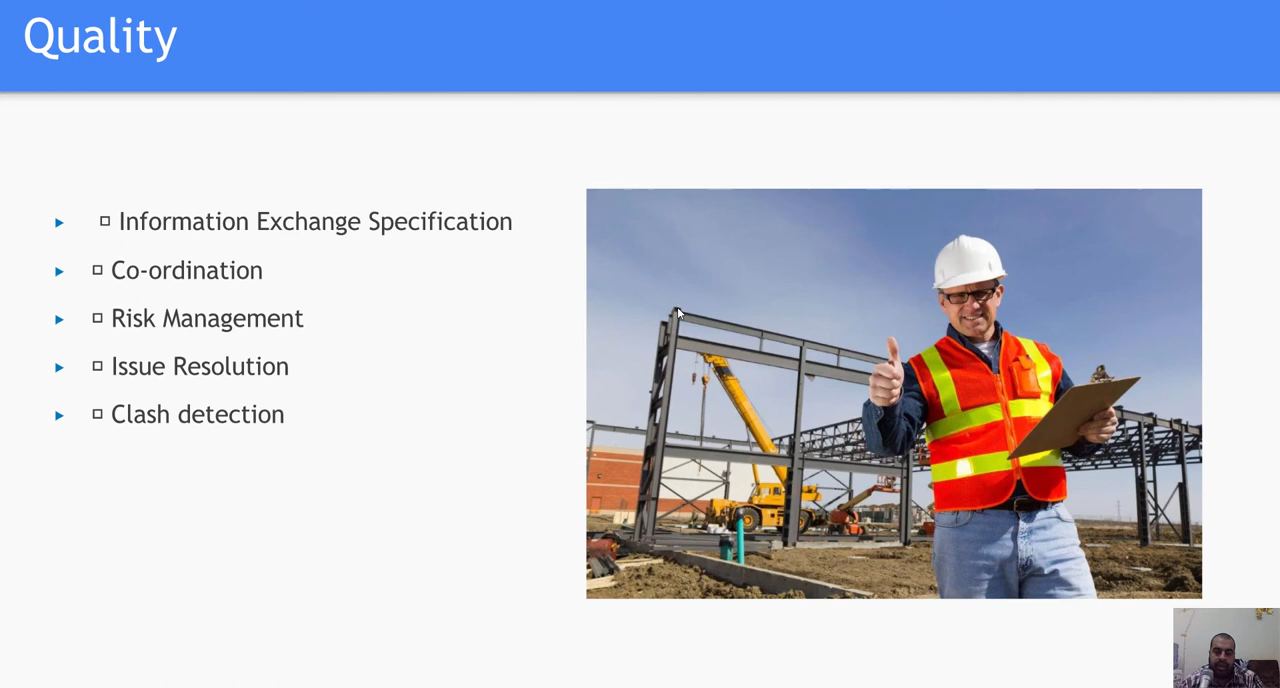 Quality
Information Exchange Specification
Co-ordination
Risk Management
Issue Resolution
Clash detection